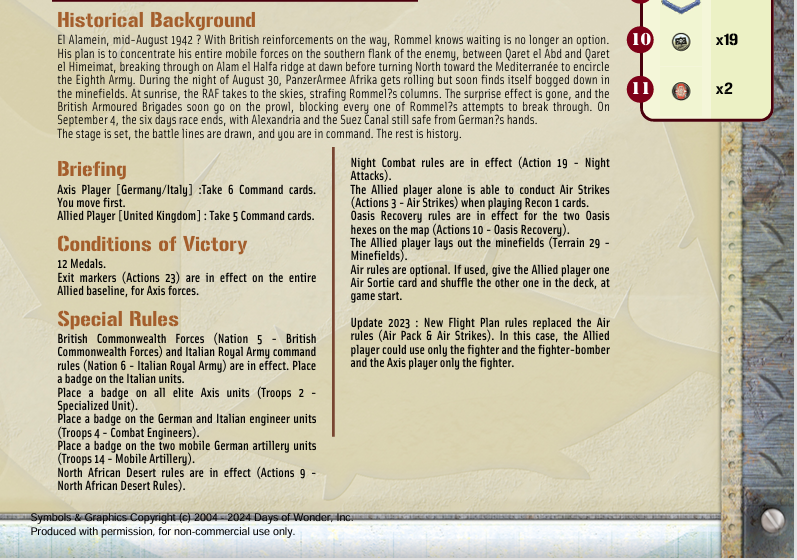 Historical Background
El Alamein, mid-August 1942 ? With British reinforcements on the way, Rommel knows waiting is no longer an option.
His plan is to concentrate his entire mobile forces on the southern flank of the enemy, between Qaret el Abd and Qaret
el Himeimat, breaking through on Alam el Halfa ridge at dawn before turning North toward the Mediterranée to encircle
the Eighth Army. During the night of August 30, PanzerArmee Afrika gets rolling but soon finds itself bogged down in
the minefields. At sunrise, the RAF takes to the skies, strafing Rommel?s columns. The surprise effect is gone, and the
British Armoured Brigades soon go on the prowl, blocking every one of Rommel?s attempts to break through. On
September 4, the six days race ends, with Alexandria and the Suez Canal still safe from German?s hands.
The stage is set, the battle lines are drawn, and you are in command. The rest is history.
Briefing
Axis Player [Germany/Italy] :Take 6 Command cards.
You move first.
Allied Player [United Kingdom] : Take 5 Command cards.
Conditions of Victory
12 Medals.
Exit markers (Actions 23) are in effect on the entire
Allied baseline, for Axis forces.
Special Rules
British Commonwealth Forces (Nation 5 - British
Commonwealth Forces) and Italian Royal Army command
rules (Nation 6 - Italian Royal Army) are in effect. Place
a badge on the Italian units.
Place a badge on all elite Axis units (Troops 2 -
Specialized Unit).
Place a badge on the German and Italian engineer units
(Troops 4 - Combat Engineers).
Place a badge on the two mobile German artillery units
(Troops 14 - Mobile Artillery).
North African Desert rules are in effect (Actions 9 -
North African Desert Rules).
Night Combat rules are in effect (Action 19 - Night
Attacks).
The Allied player alone is able to conduct Air Strikes
(Actions 3 - Air Strikes) when playing Recon 1 cards.
Oasis Recovery rules are in effect for the two Oasis
hexes on the map (Actions 10 - Oasis Recovery).
The Allied player lays out the minefields (Terrain 29 -
Minefields).
Air rules are optional. If used, give the Allied player one
Air Sortie card and shuffle the other one in the deck, at
game start.
Update 2023 : New Flight Plan rules replaced the Air
rules (Air Pack & Air Strikes). In this case, the Allied
player could use only the fighter and the fighter-bomber
and the Axis player only the fighter.
10 x19
11 x2
Symbols & Graphics Copyright (c) 2004 - 2024 Days of Wonder, Inc.
Produced with permission, for non-commercial use only.